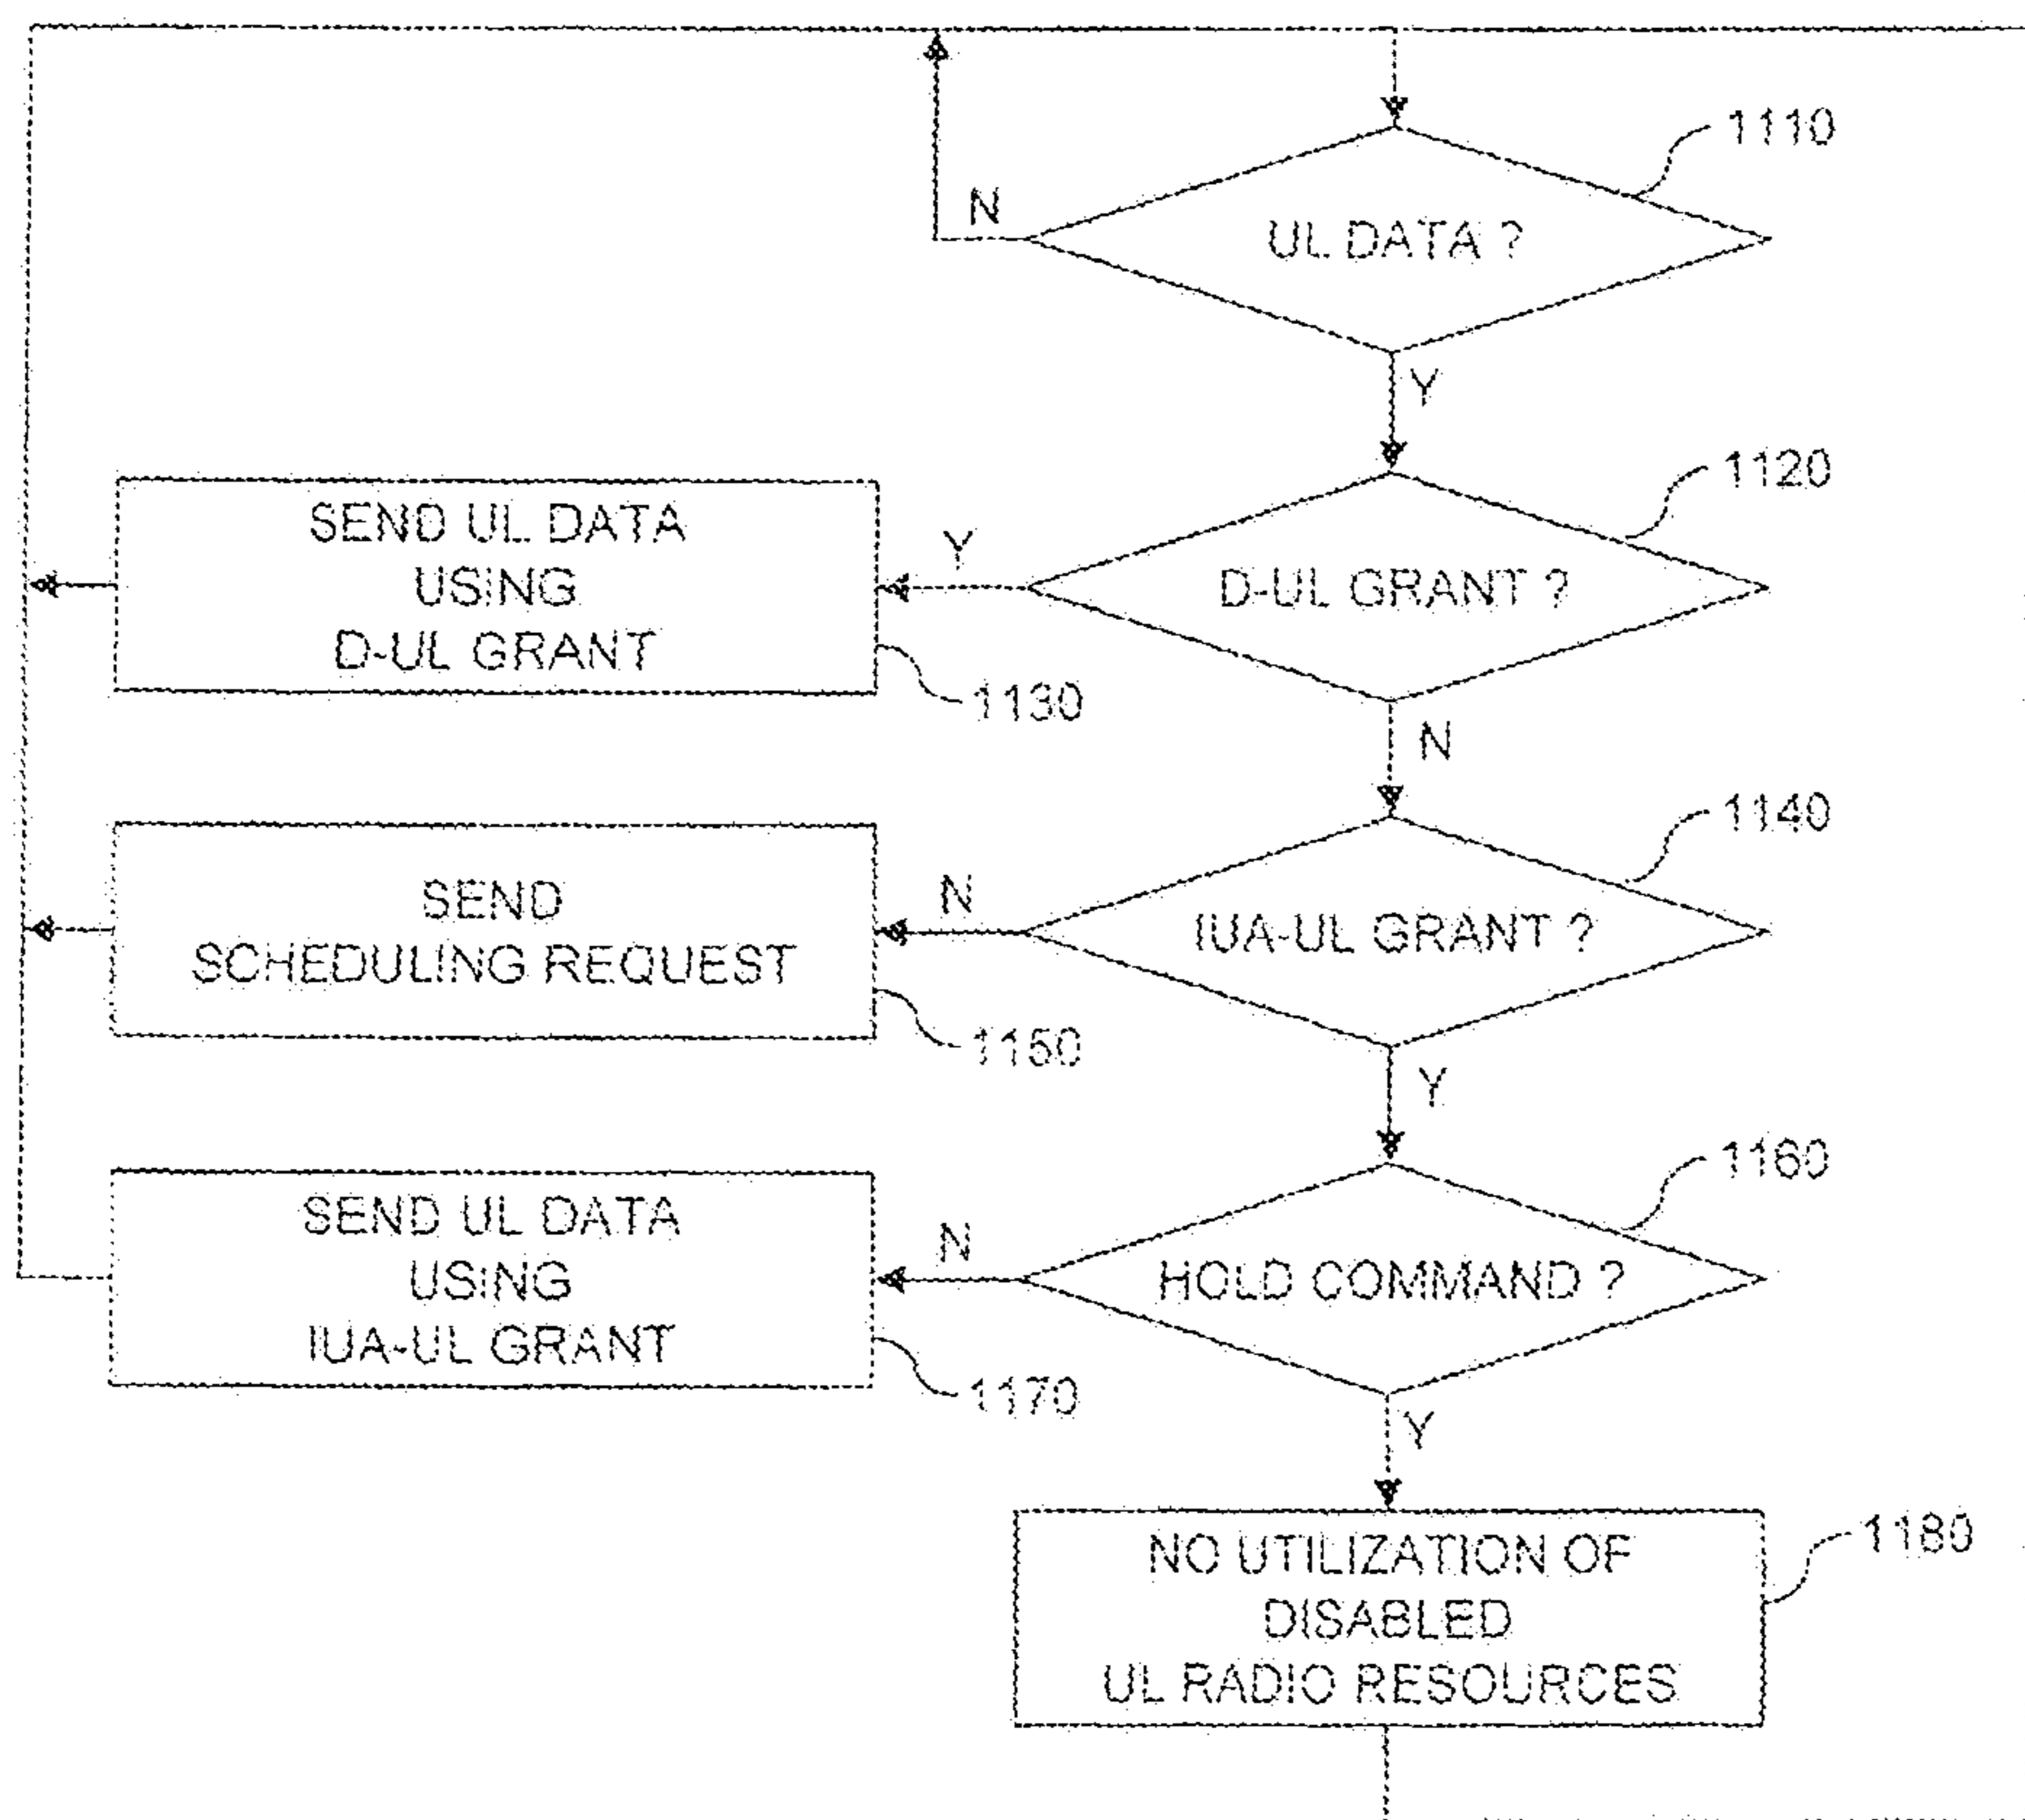 1110
N
UL DATA ?
Y
1120
SEND UL DATA
USING
D-UL GRANT
Y
D-UL GRANT ?
1130
N
1140
SEND
SCHEDULING REQUEST
N
IUA-UL GRANT ?
1150
Y
1160
SEND UL DATA
USING
IUA-UL GRANT
N
HOLD COMMAND ?
1170
Y
NO UTILIZATION OF
DISABLED
UL RADIO RESOURCES
1180